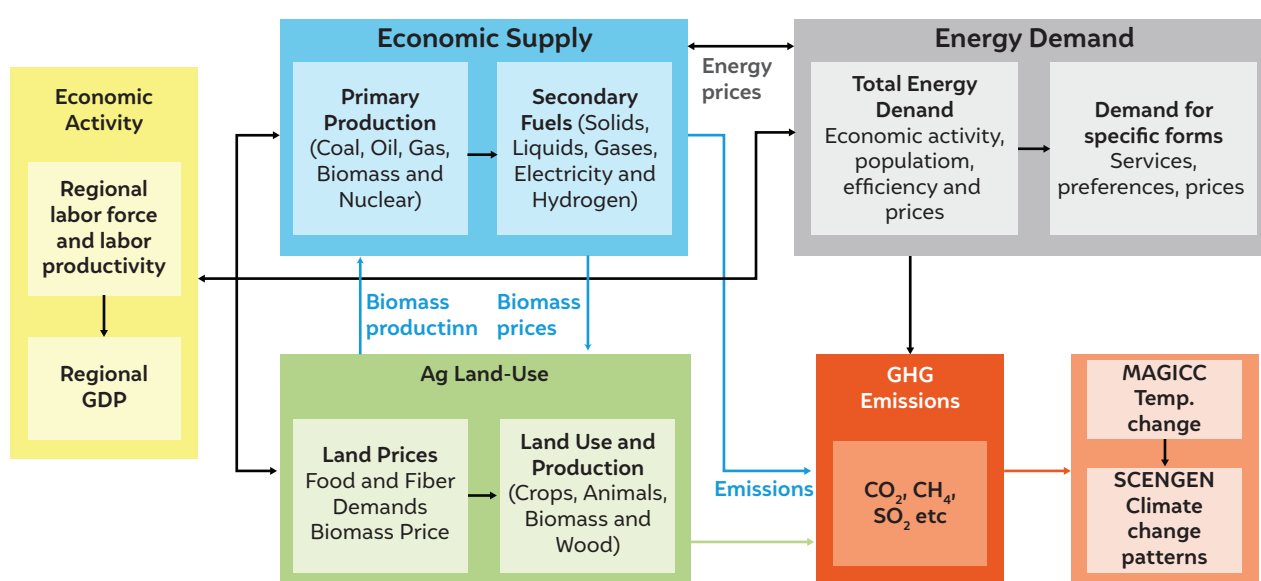 Economic
Activity
Regional
labor force
and labor
productivity
Regional
GDP
Economic Supply
Primary
Production
(Coal, Oil, Gas,
Biomass and
Nuclear)
Secondary
Fuels (Solids,
Liquids, Gases,
Electricity and
Hydrogen)
Energy
prices
Energy Demand
Total Energy
Denand
Economic activity,
populatiom,
efficiency and
prices
Demand for
specific forms
Services,
preferences, prices
Biomass
productinn
Biomass
prices
Ag Land-Use
Land Prices
Food and Fiber
Demands
Biomass Price
Land Use and
Production
(Crops, Animals,
Biomass and
Wood)
Emissions
GHG
Emissions
CO₂, CH₄,
SO₂ etc
MAGICC
Temp.
change
SCENGEN
Climate
change
patterns